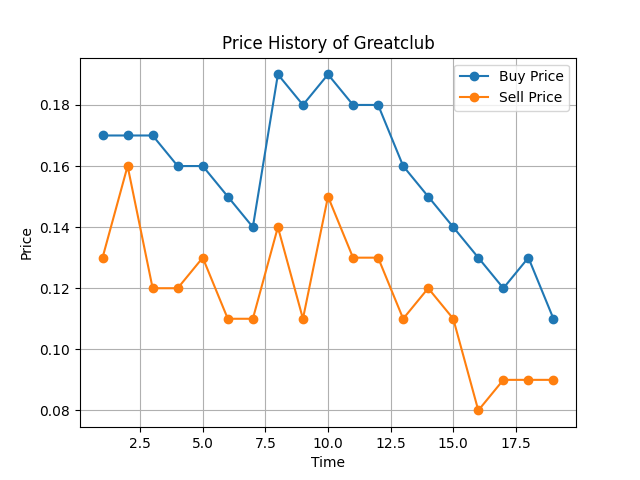 Price History of Greatclub
Buy Price
Sell Price
Price
0.18
0.16
0.14
0.12
0.10
0.08
2.5 5.0 7.5 10.0 12.5 15.0 17.5
Time